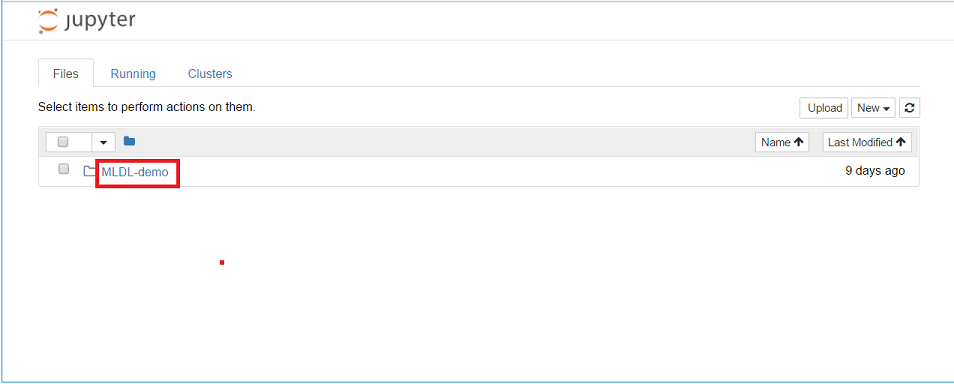 jupyter
Files Running Clusters
Select items to perform actions on them.
Upload New
Name Last Modified
MLDL-demo 9 days ago